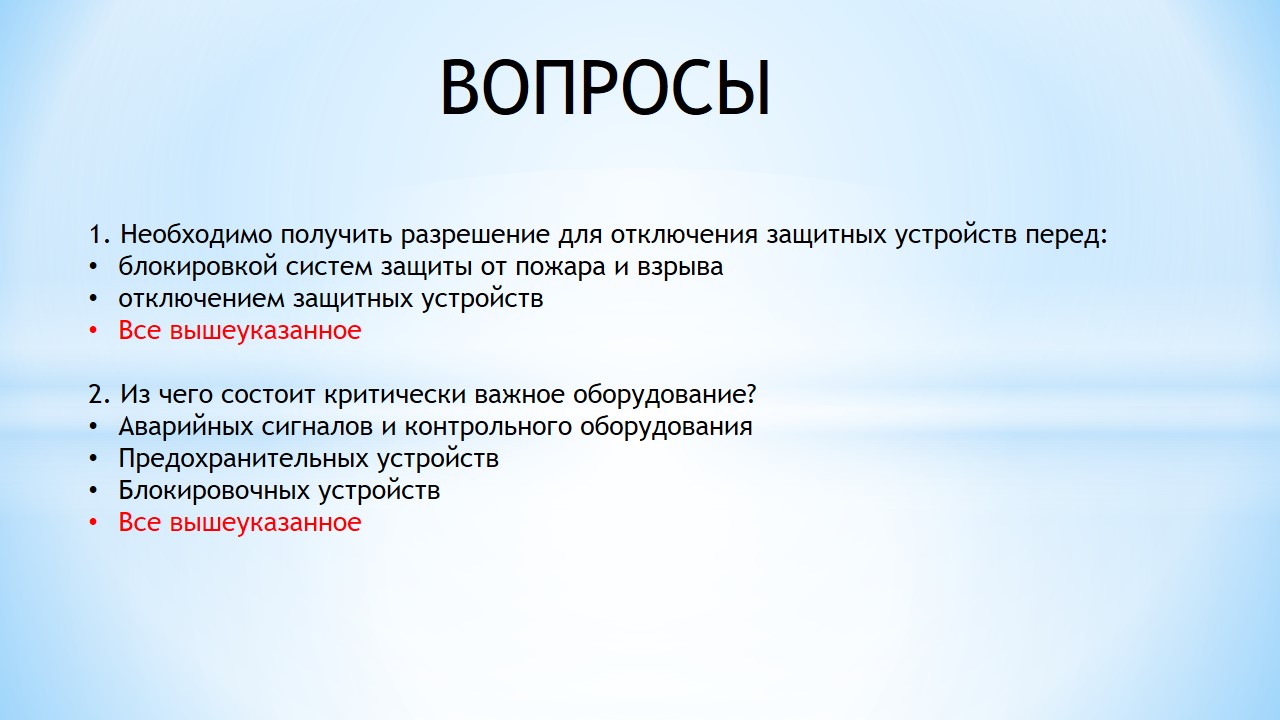 ВОПРОСЫ
1. Необходимо получить разрешение для отключения защитных устройств перед:
• блокировкой систем защиты от пожара и взрыва
• отключением защитных устройств
• Все вышеуказанное
2. Из чего состоит критически важное оборудование?
• Аварийных сигналов и контрольного оборудования
• Предохранительных устройств
• Блокировочных устройств
• Все вышеуказанное